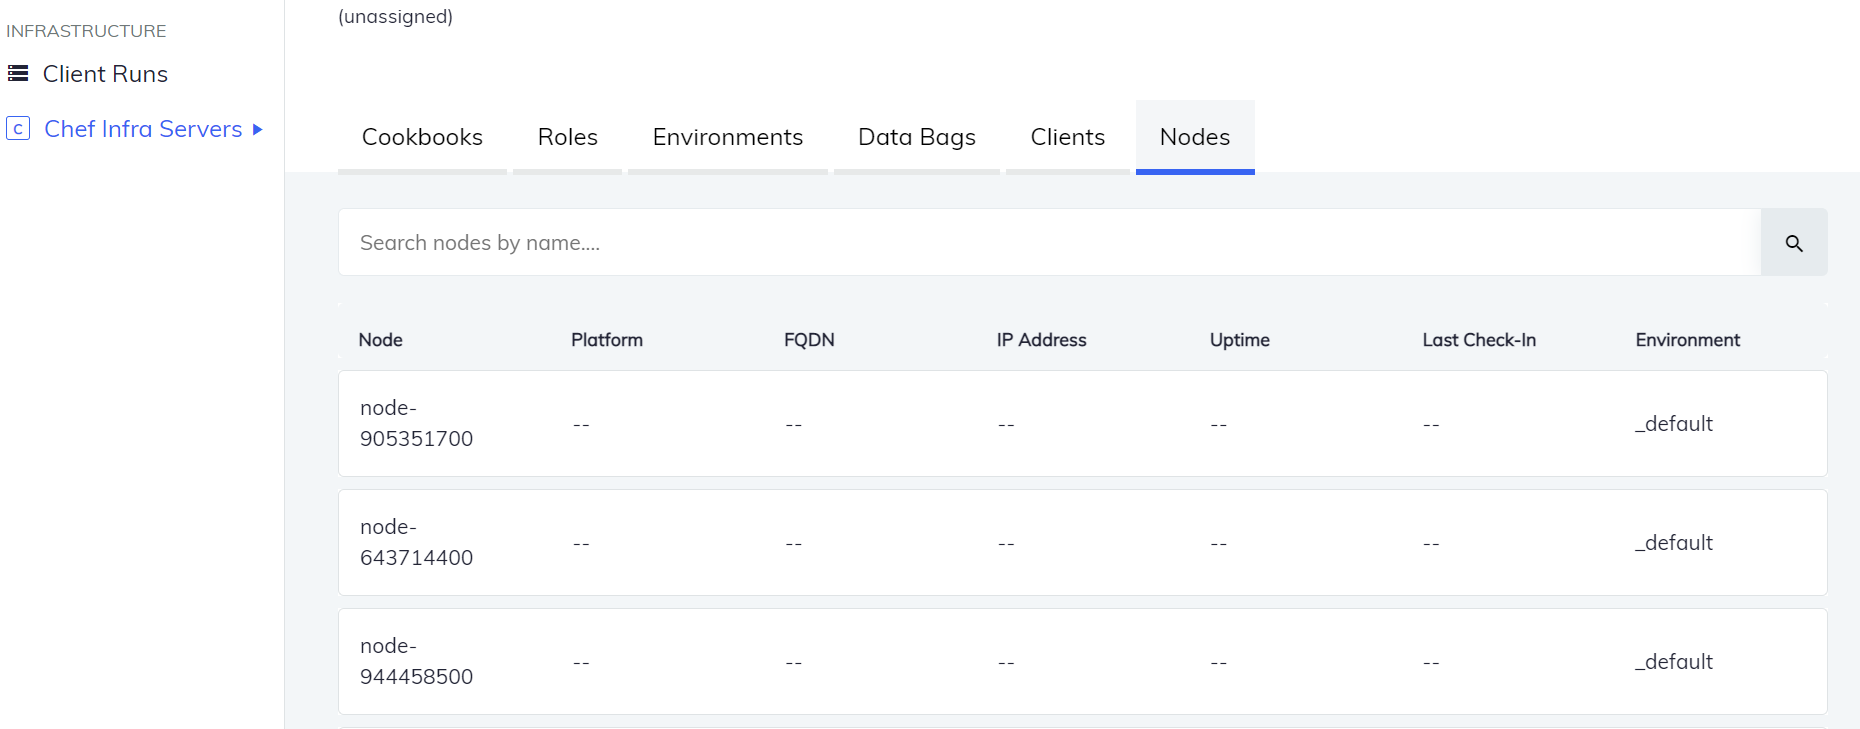 (unassigned)
INFRASTRUCTURE
Client Runs
C Chef Infra Servers
Cookbooks Roles Environments Data Bags Clients Nodes
Search nodes by name....
Node Platform FQDN IP Address Uptime Last Check-In Environment
node-
905351700 -- -- -- -- -- _default
node-
643714400 -- -- -- -- -- _default
node-
944458500 -- -- -- -- -- _default